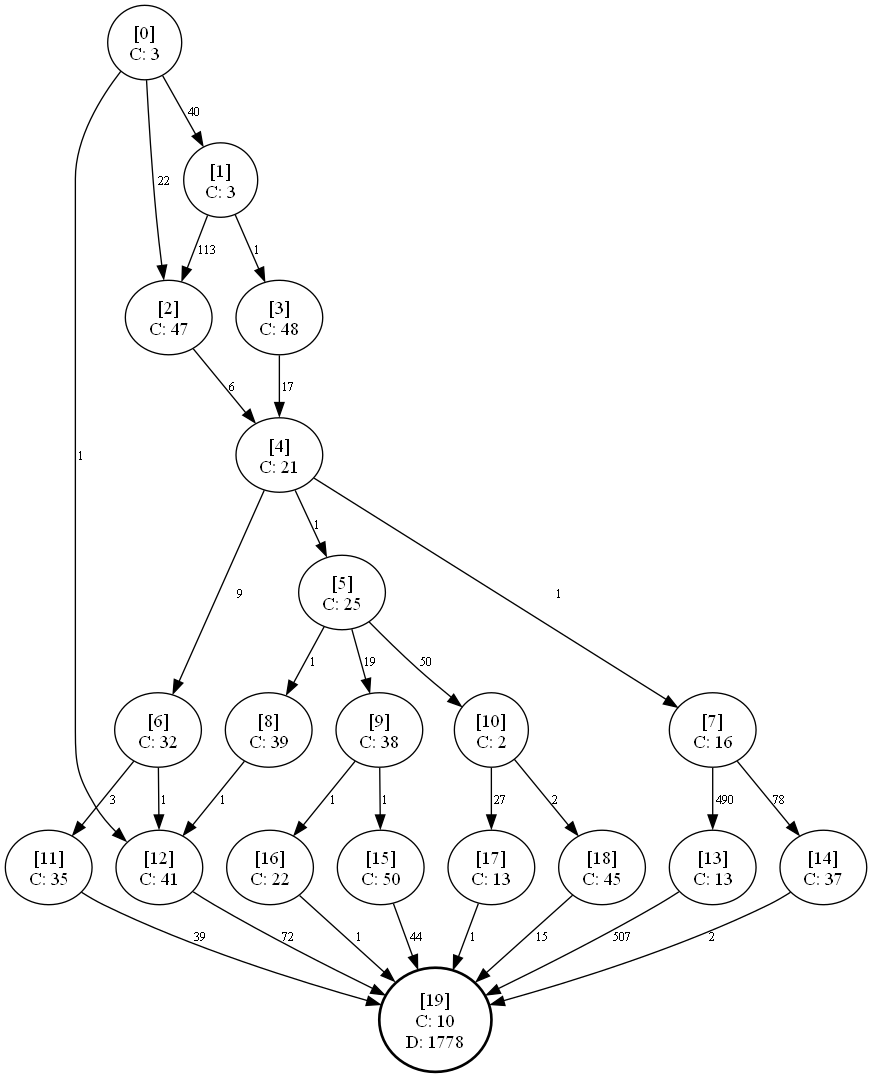 [0]
C: 3
40
22
[1]
C: 3
113
1
[2]
C: 47
[3]
C: 48
6
17
1
[4]
C: 21
1
9
1
[5]
C: 25
1
19
50
[6]
C: 32
[8]
C: 39
[9]
C: 38
[10]
C: 2
[7]
C: 16
3
1
1
1
1
27
2
490
78
[11]
C: 35
[12]
C: 41
[16]
C: 22
[15]
C: 50
[17]
C: 13
[18]
C: 45
[13]
C: 13
[14]
C: 37
39
72
1
44
1
15
507
2
[19]
C: 10
D: 1778